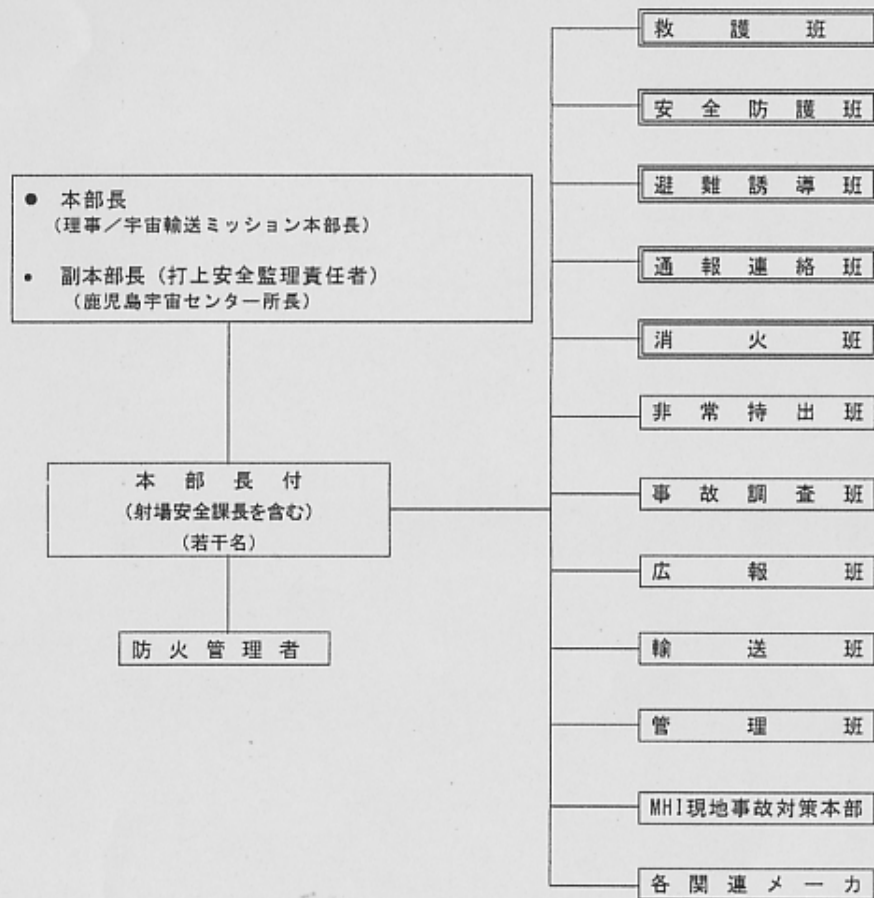 ● 本部長
(理事／宇宙輸送ミッション本部長)
• 副本部長（打上安全監理責任者）
(鹿児島宇宙センター所長)
本部長付
(射場安全課長を含む)
(若干名)
防火管理者
救護班
安全防護班
避難誘導班
通報連絡班
消火班
非常持出班
事故調査班
広報班
輸送班
管理班
MHI現地事故対策本部
各関連メーカ